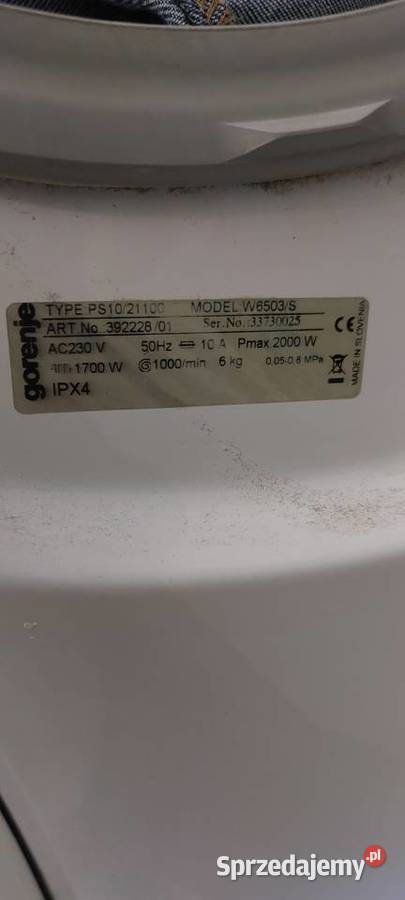 gorenje
TYPE PS10/21100 MODEL W6503/S
ART.No.:392228/01 Ser.No.:33730025
AC230 V 50Hz 10 A Pmax 2000 W
1700 W 1000/min 6 kg 0,05-0,8 MPa
IPX4
CE
MADE IN SLOVENIA
Sprzedajemy.pl